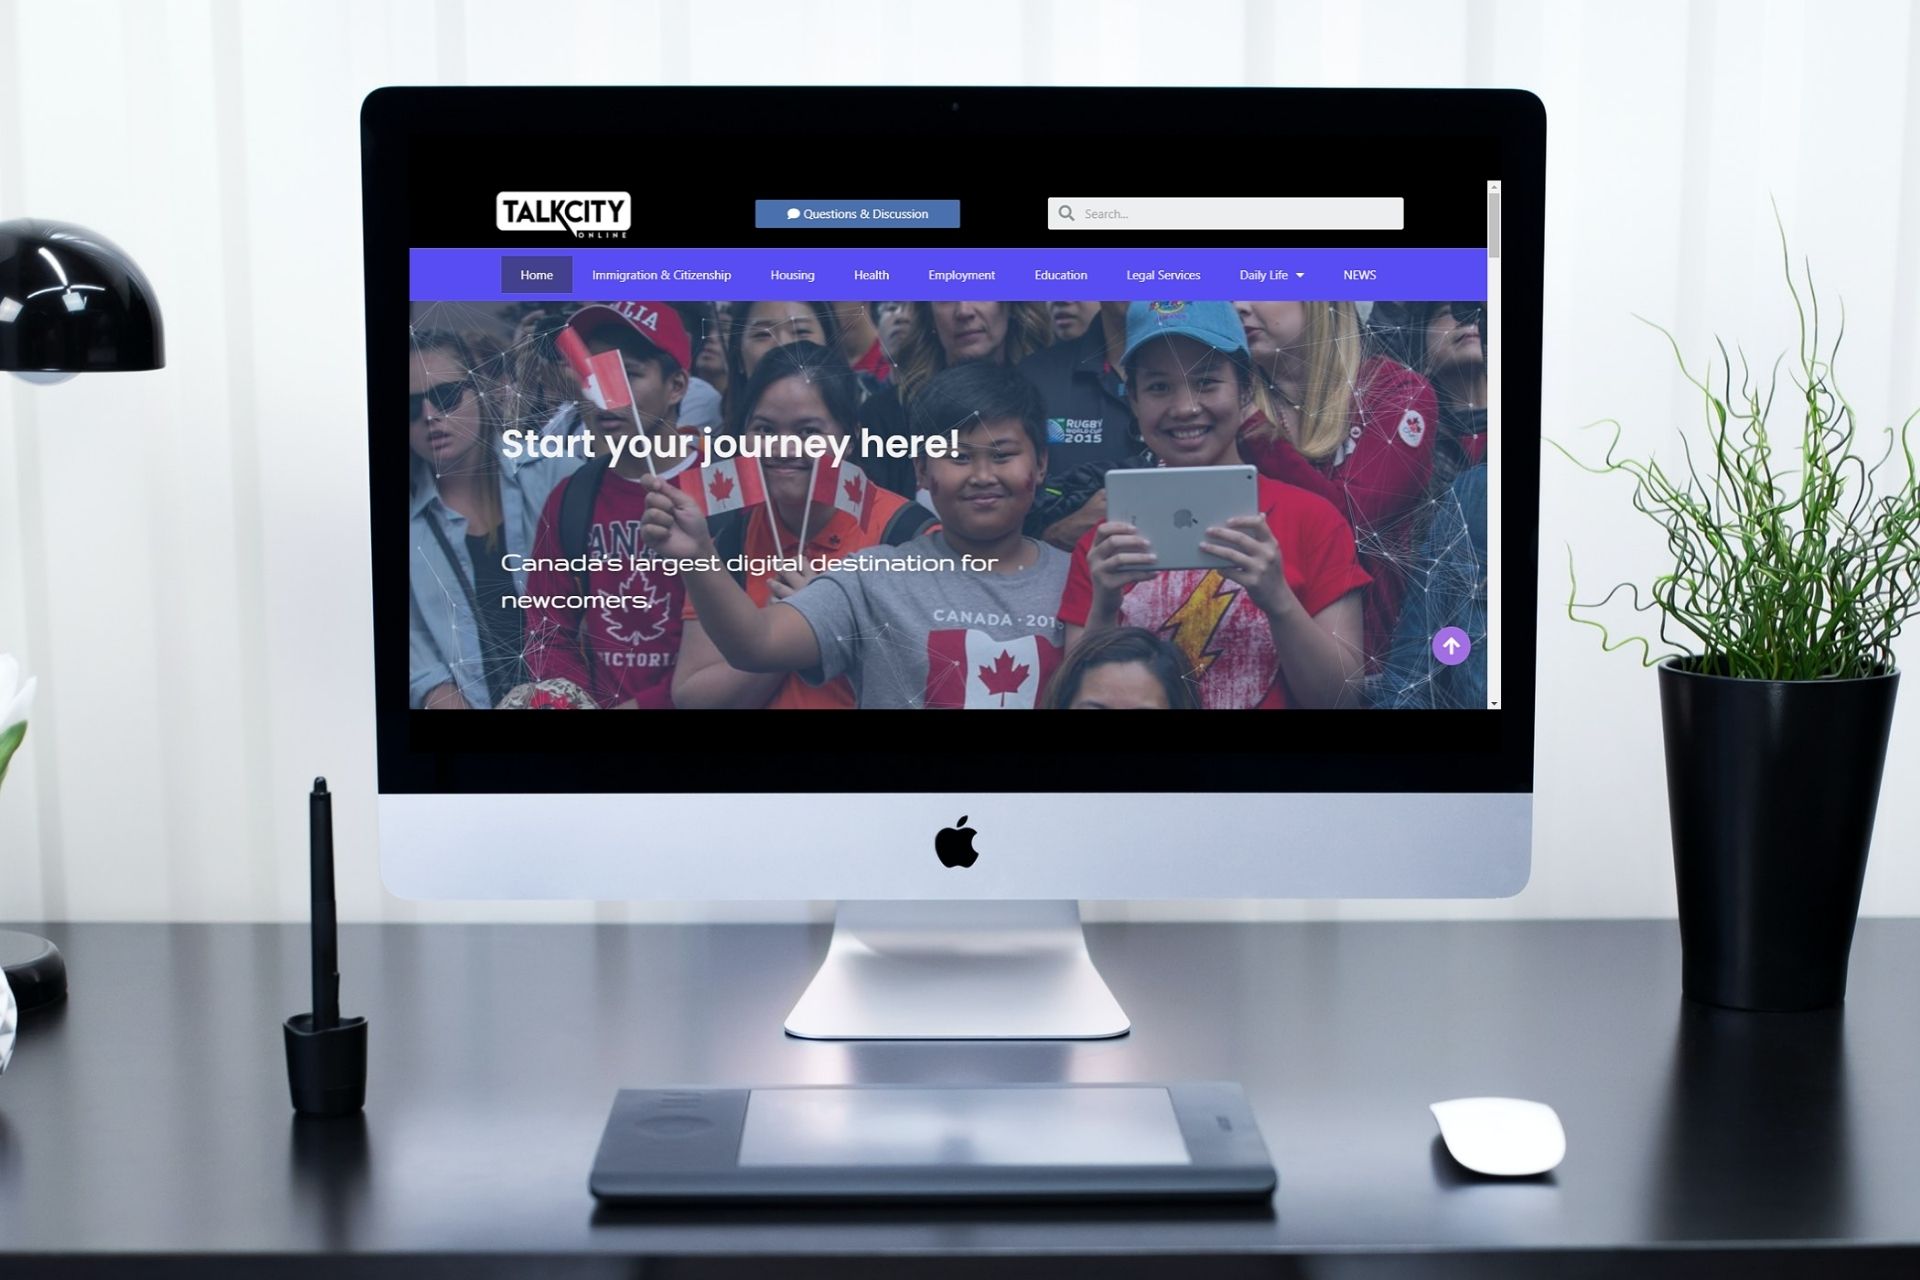 TALKCITY
ONLINE
Questions & Discussion
Search...
Home
Immigration & Citizenship
Housing
Health
Employment
Education
Legal Services
Daily Life
NEWS
Start your journey here!
Canada's largest digital destination for
newcomers.
RUGBY
WORLD CUP
2015
CANADA · 201